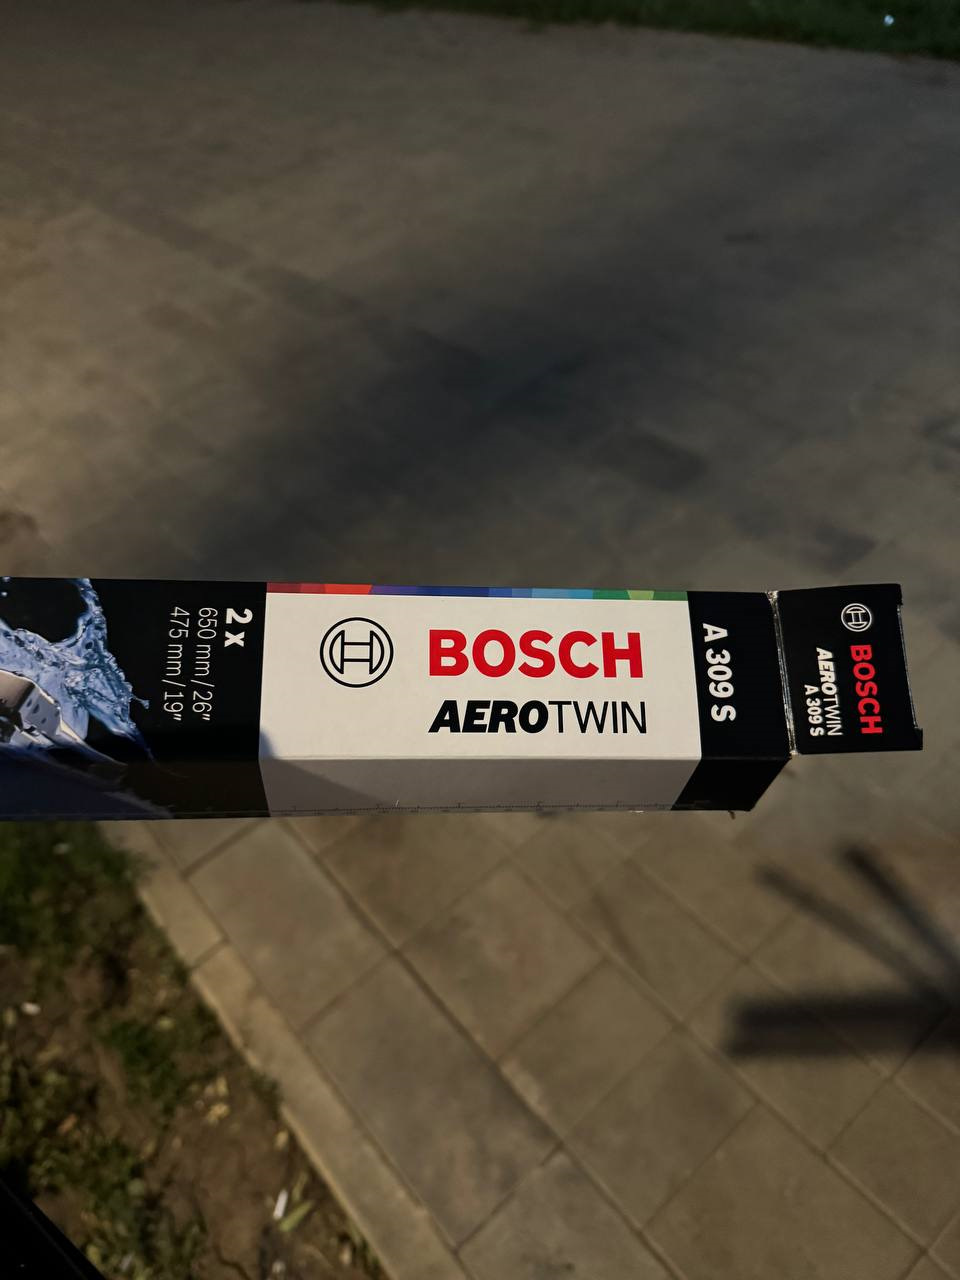 2 x
650 mm / 26"
475 mm / 19"
BOSCH
AEROTWIN
A 309 S
BOSCH
AEROTWIN
A 309 S